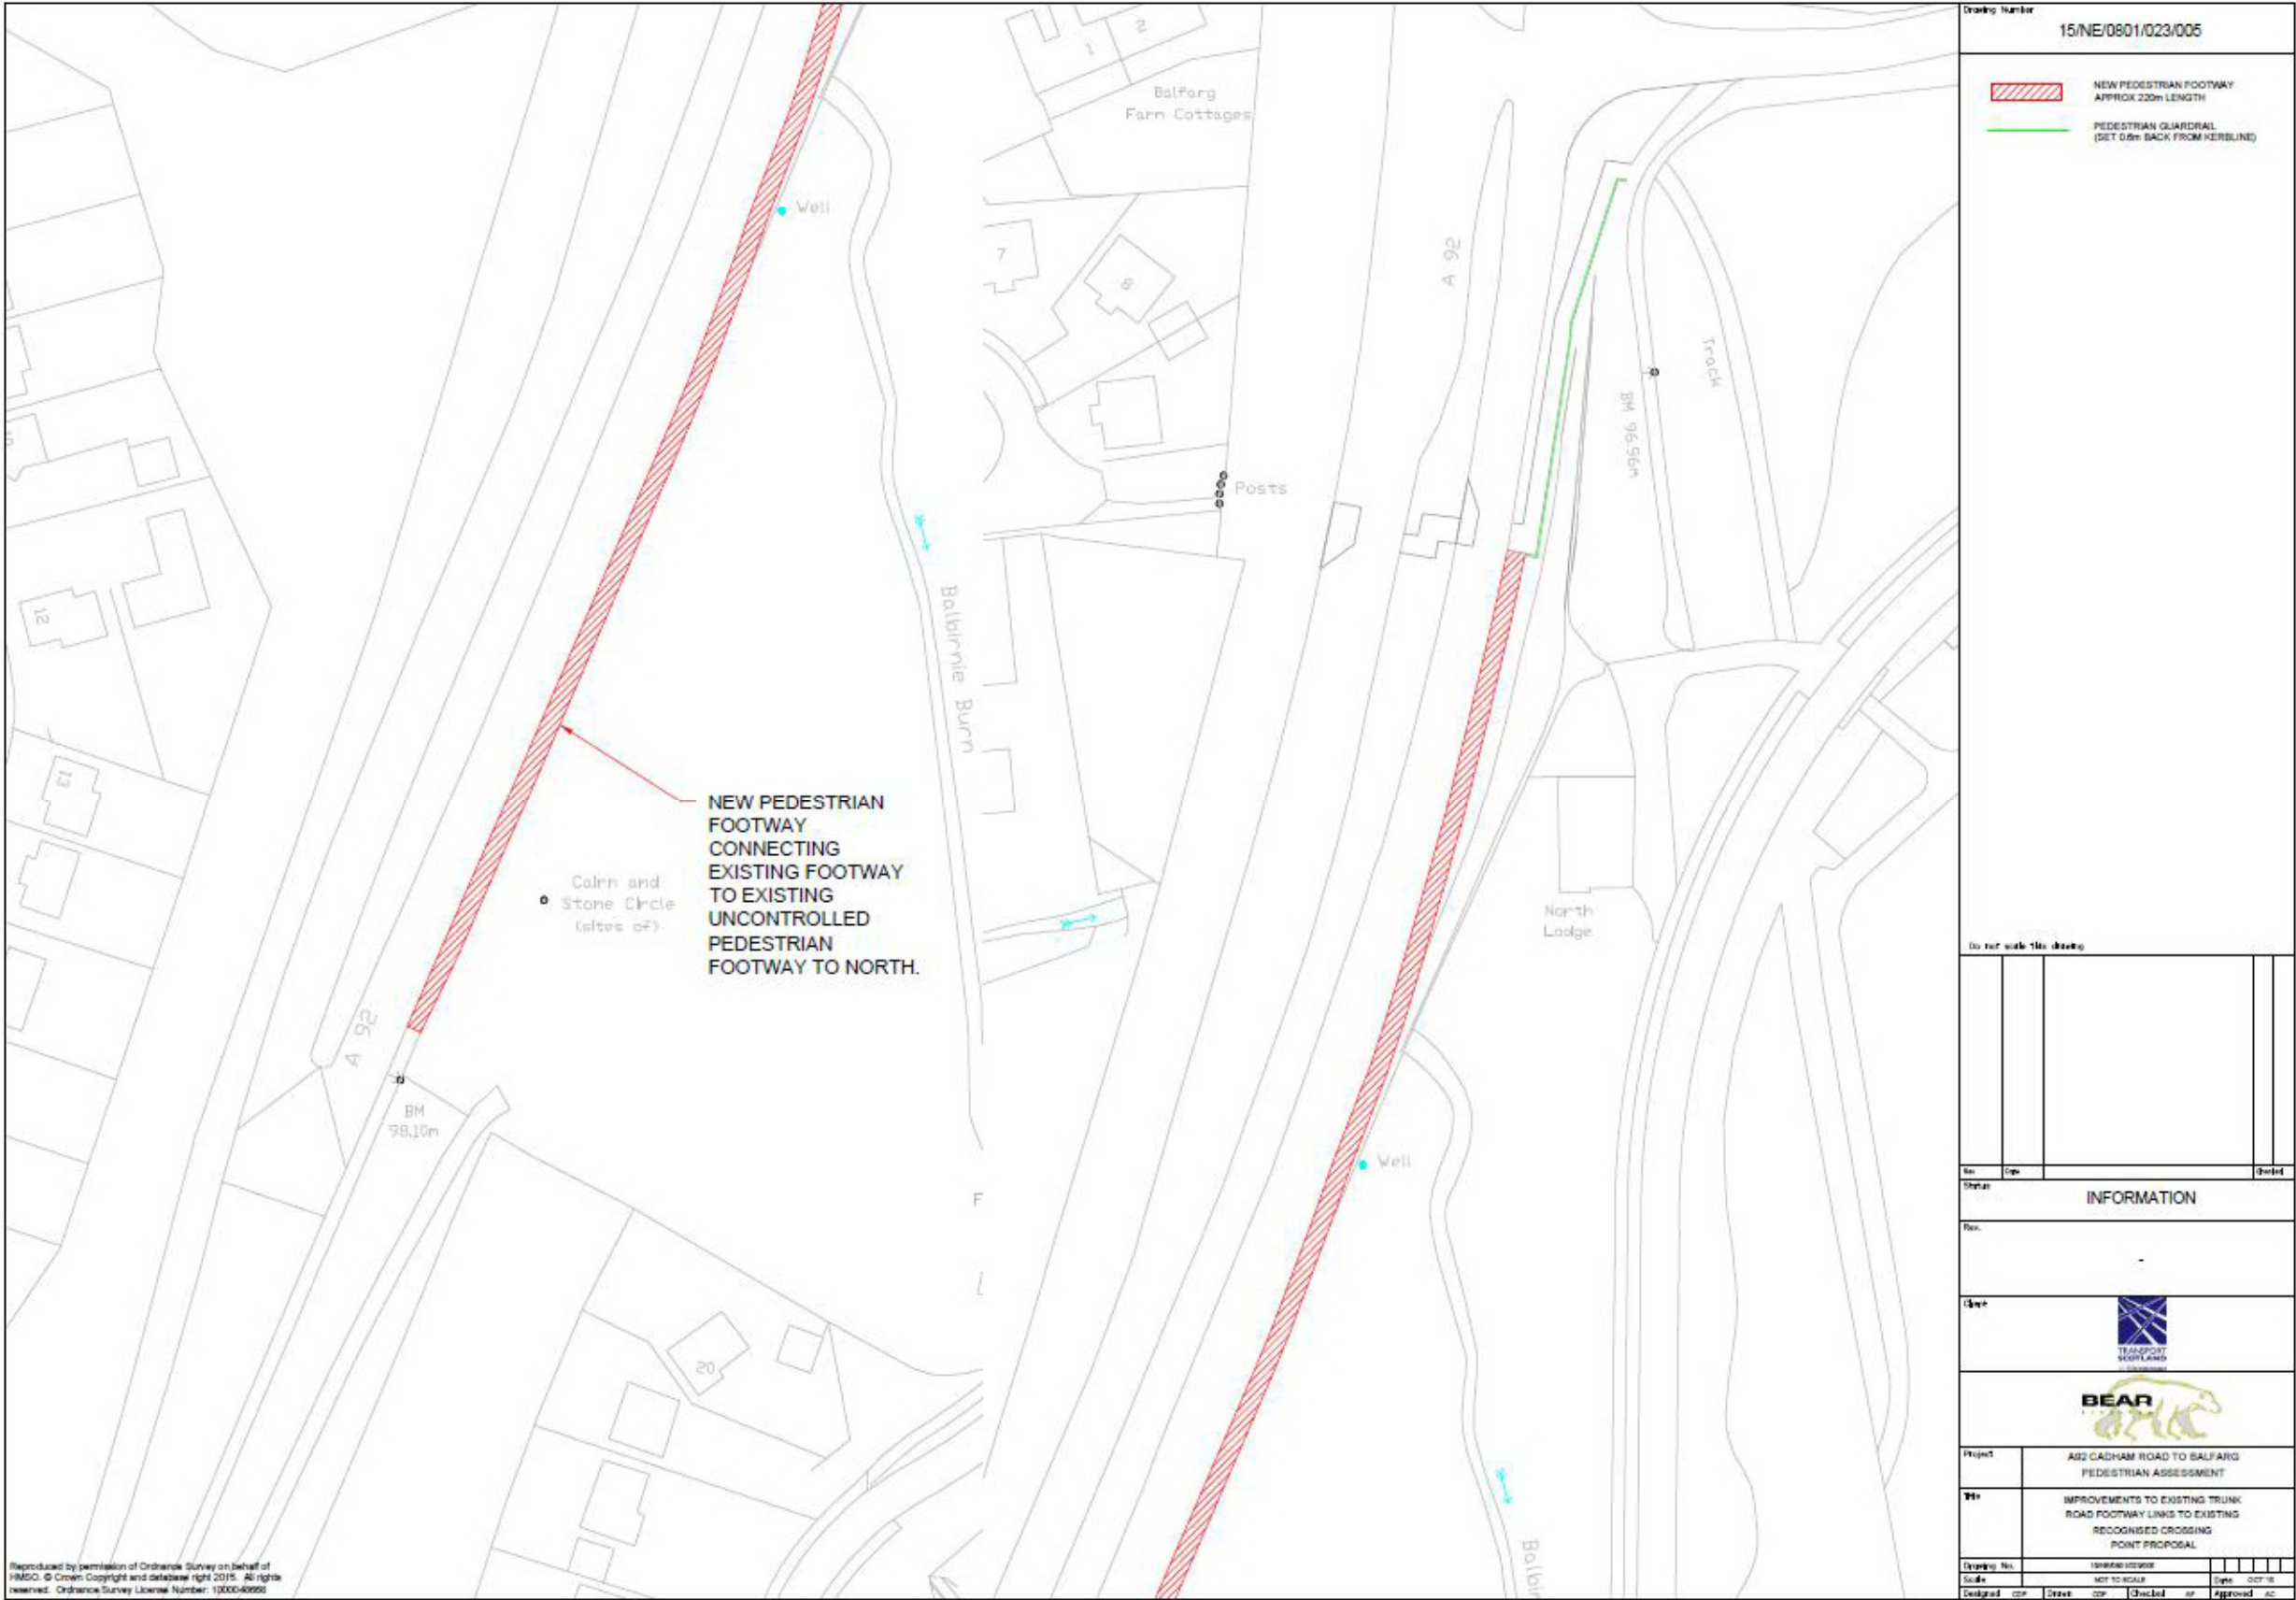 Well
Balbirnie Burn
12
13
NEW PEDESTRIAN
FOOTWAY
CONNECTING
EXISTING FOOTWAY
TO EXISTING
UNCONTROLLED
PEDESTRIAN
FOOTWAY TO NORTH.
Cairn and
Stone Circle
(sites of)
A 92
BM
98.10m
20
F
L
Reproduced by permission of Ordnance Survey on behalf of
HMSO. © Crown Copyright and database right 2015. All rights
reserved. Ordnance Survey License Number:
1
2
Balfarg
Farm Cottages
7
8
A 92
Track
BM 96.96m
Posts
North
Lodge
Well
Balbir
Drawing Number
15/NE/0801/023/005
NEW PEDESTRIAN FOOTWAY
APPROX 220m LENGTH
PEDESTRIAN GUARDRAIL
(SET 0.6m BACK FROM KERBLINE)
Do not scale this drawing
Rev Date Checked
Status
INFORMATION
Rev.
-
Client
TRANSPORT
SCOTLAND
BEAR
Project
A92 CADHAM ROAD TO BALFARG
PEDESTRIAN ASSESSMENT
Title
IMPROVEMENTS TO EXISTING TRUNK
ROAD FOOTWAY LINKS TO EXISTING
RECOGNISED CROSSING
POINT PROPOSAL
Drawing No.
Scale NOT TO SCALE Date OCT 15
Designed Drawn Checked Approved